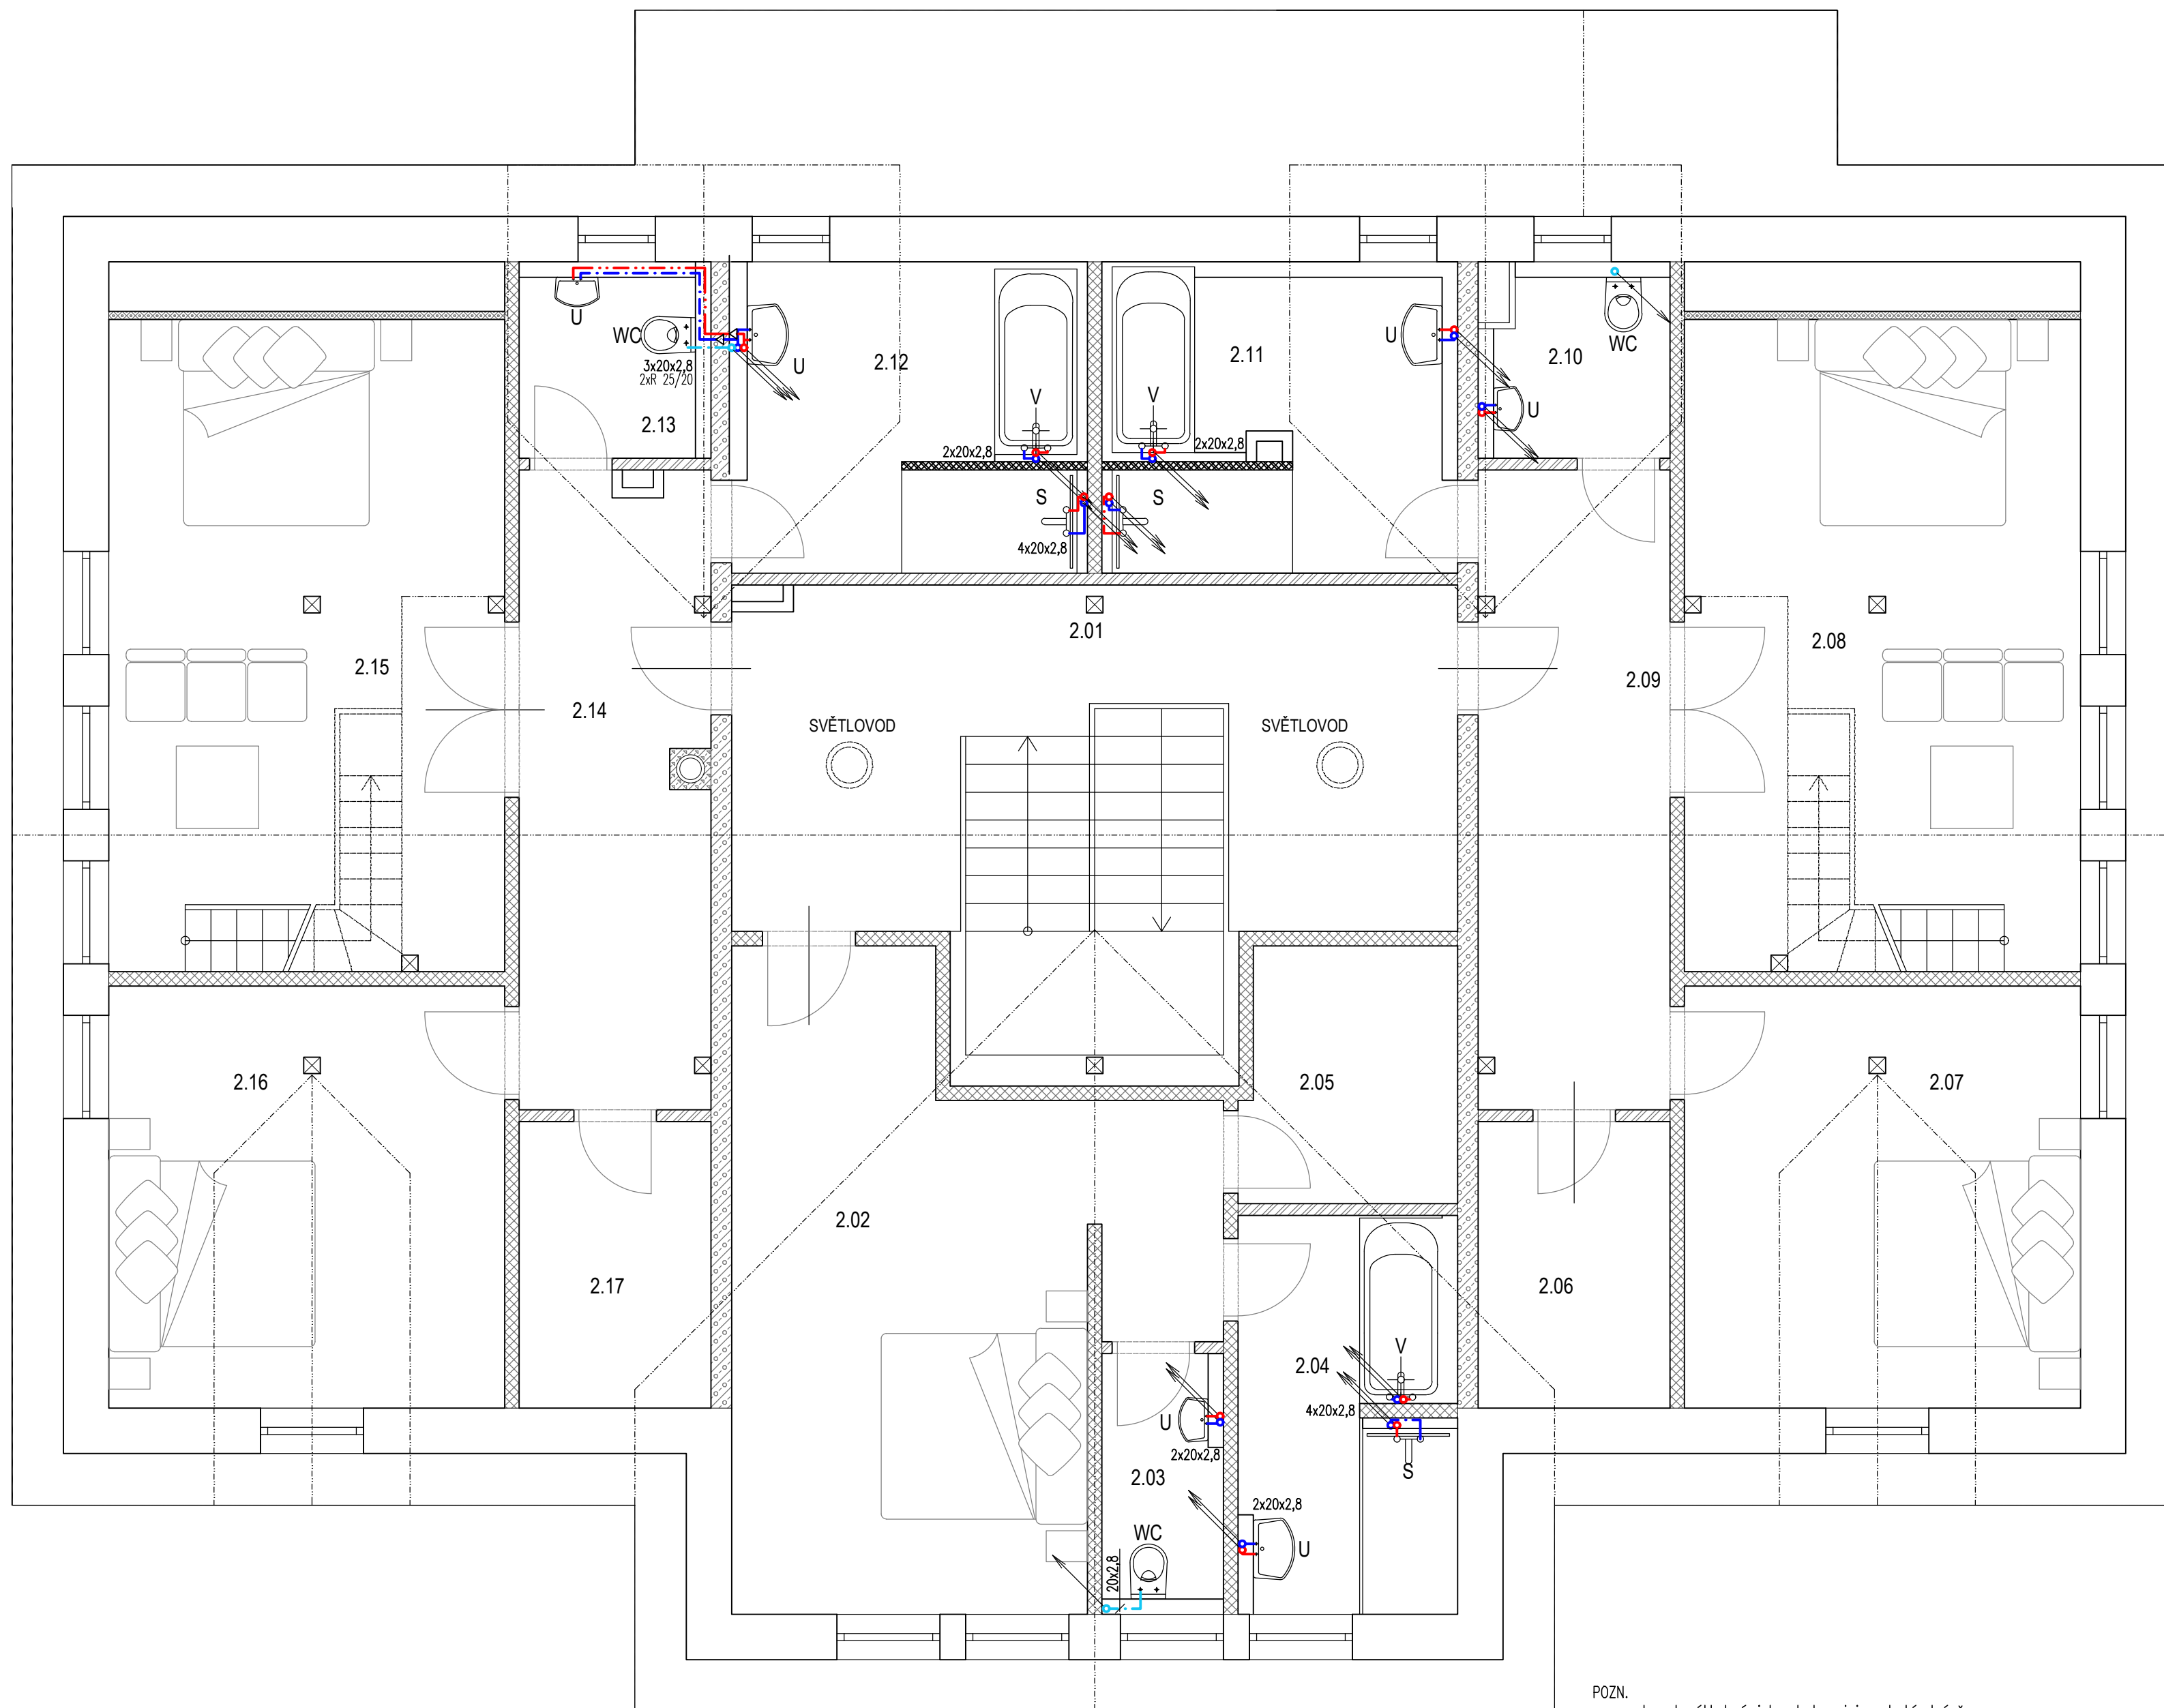 U
WC
3x20x2,8
2xR 25/20
2.13
U
2.12
V
2x20x2,8
S
4x20x2,8
V
2x20x2,8
S
2.11
U
2.10
WC
U
2.01
2.15
2.14
SVĚTLOVOD
SVĚTLOVOD
2.09
2.08
2.16
2.05
2.07
2.02
2.17
2.06
2.04
V
4x20x2,8
S
U
2x20x2,8
2.03
2x20x2,8
U
WC
20x2,8
POZN.